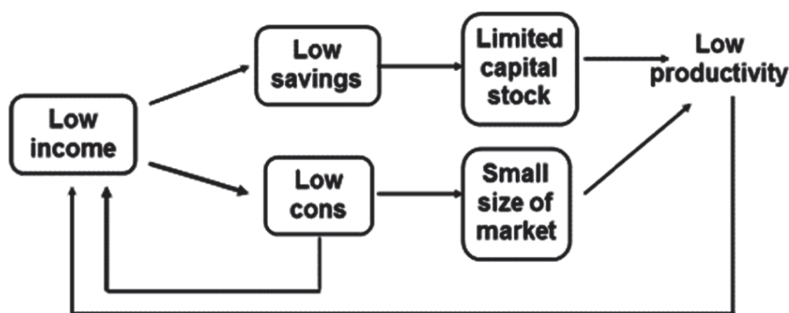 Low
income
Low
savings
Limited
capital
stock
Low
productivity
Low
cons
Small
size of
market